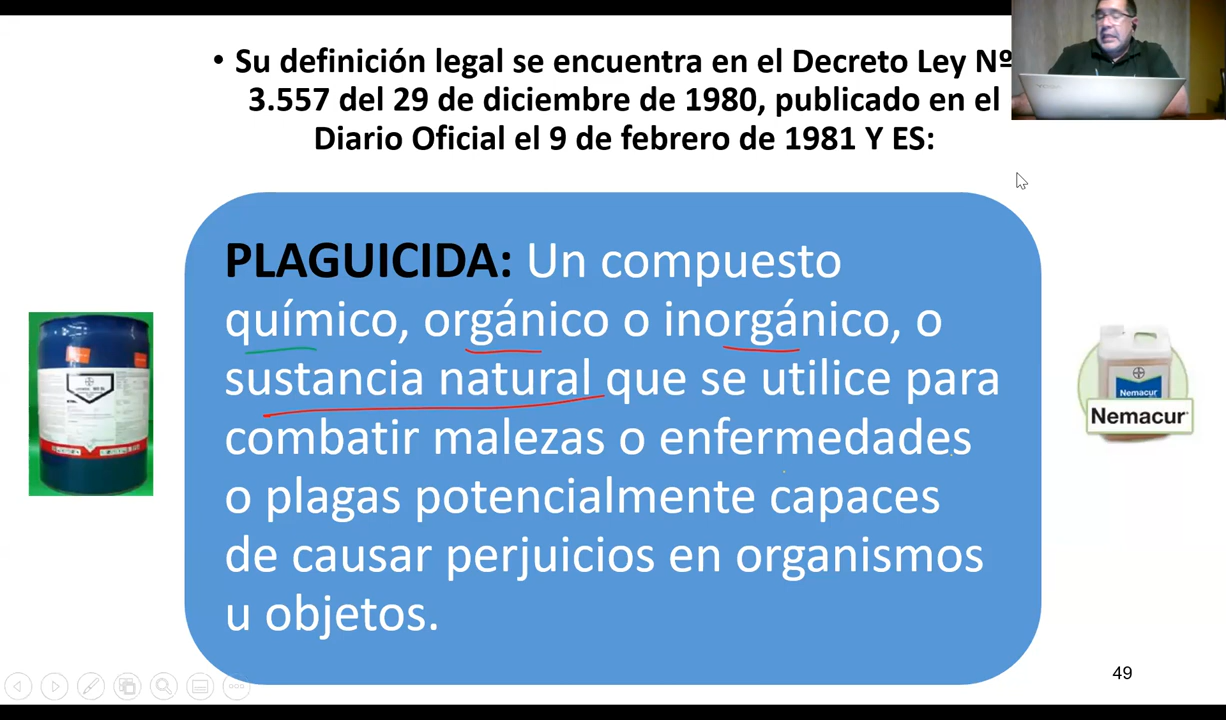 • Su definición legal se encuentra en el Decreto Ley Nº
3.557 del 29 de diciembre de 1980, publicado en el
Diario Oficial el 9 de febrero de 1981 Y ES:
PLAGUICIDA: Un compuesto
químico, orgánico o inorgánico, o
sustancia natural que se utilice para
combatir malezas o enfermedades
o plagas potencialmente capaces
de causar perjuicios en organismos
u objetos.
Nemacur
Nemacur
49